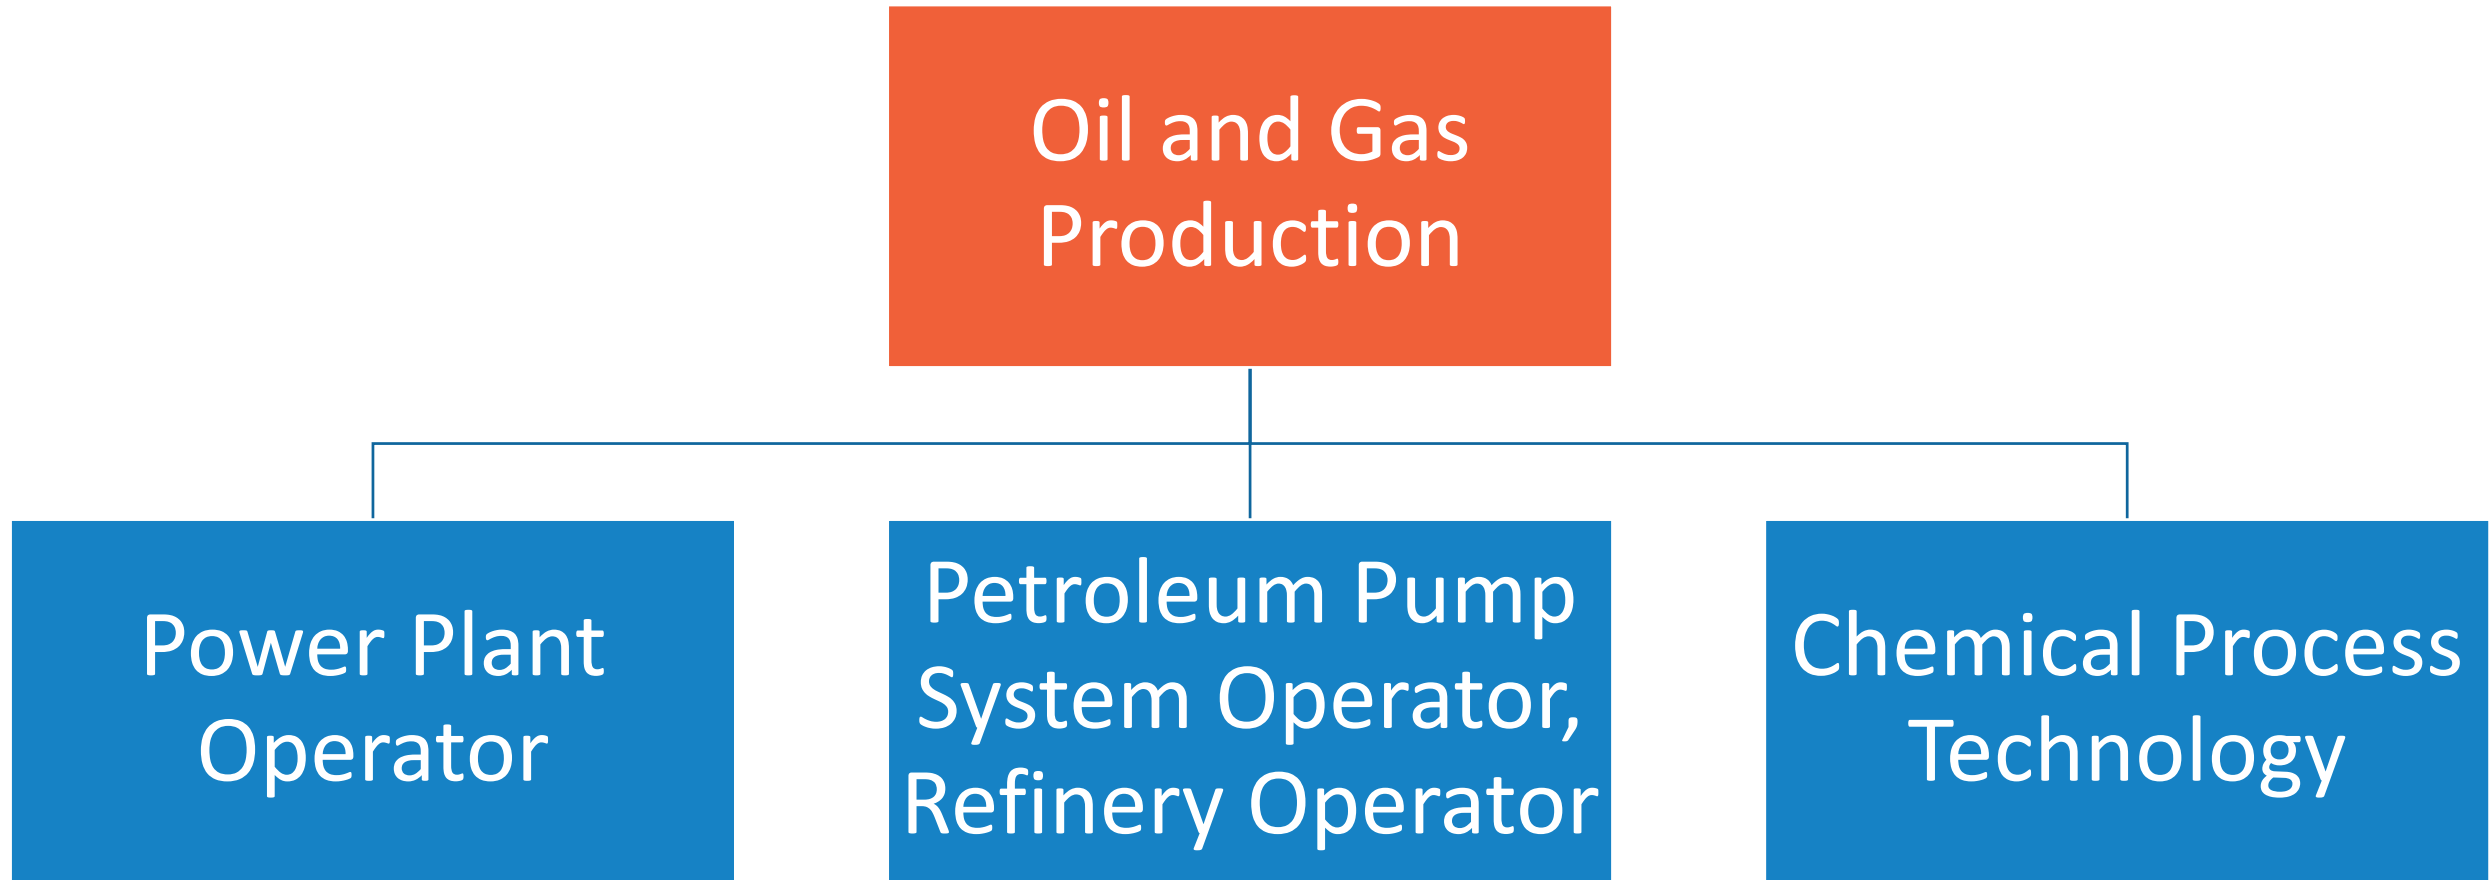 Oil and Gas
Production
Power Plant
Operator
Petroleum Pump
System Operator,
Refinery Operator
Chemical Process
Technology